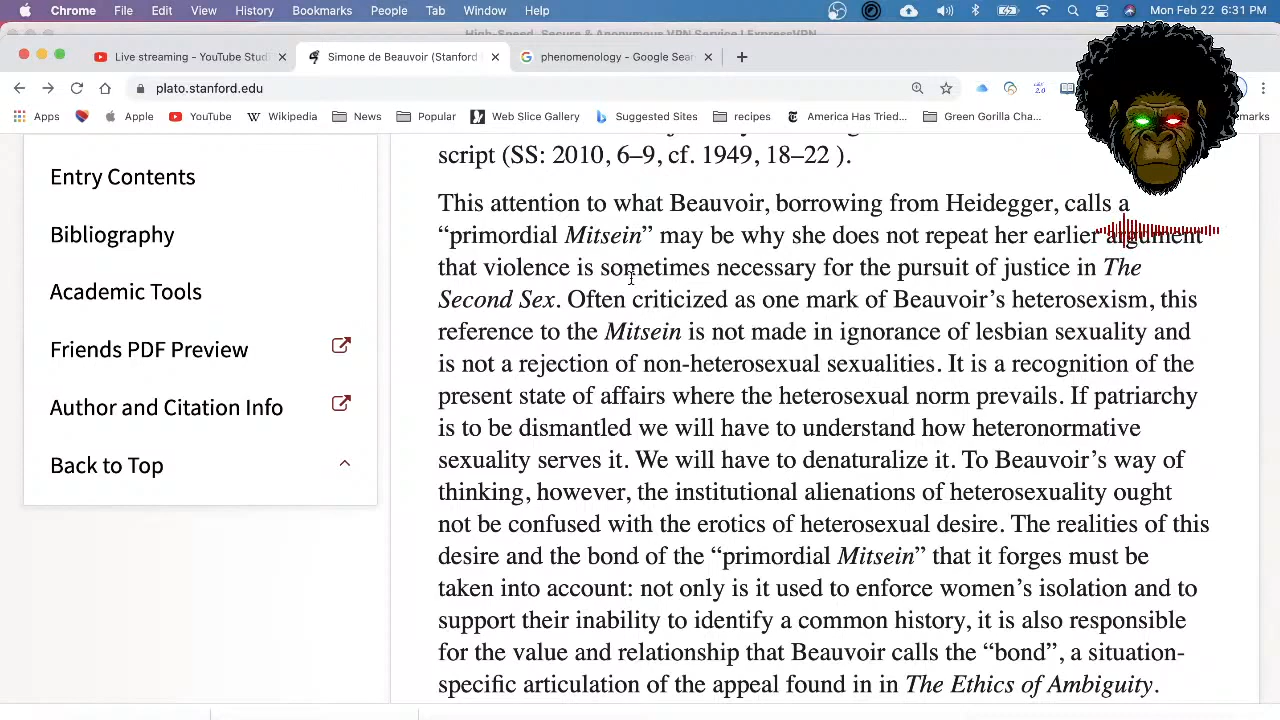 Chrome File Edit View History Bookmarks People Tab Window Help Mon Feb 22 6:31 PM
High-Speed, Secure & Anonymous VPN Service | ExpressVPN
Live streaming - YouTube Studi Simone de Beauvoir (Stanford phenomenology - Google Sear
plato.stanford.edu
Apps Apple YouTube Wikipedia News Popular Web Slice Gallery Suggested Sites recipes America Has Tried... Green Gorilla Cha...
Entry Contents
Bibliography
Academic Tools
Friends PDF Preview
Author and Citation Info
Back to Top
script (SS: 2010, 6–9, cf. 1949, 18–22 ).
This attention to what Beauvoir, borrowing from Heidegger, calls a
“primordial Mitsein” may be why she does not repeat her earlier argument
that violence is sometimes necessary for the pursuit of justice in The
Second Sex. Often criticized as one mark of Beauvoir’s heterosexism, this
reference to the Mitsein is not made in ignorance of lesbian sexuality and
is not a rejection of non-heterosexual sexualities. It is a recognition of the
present state of affairs where the heterosexual norm prevails. If patriarchy
is to be dismantled we will have to understand how heteronormative
sexuality serves it. We will have to denaturalize it. To Beauvoir’s way of
thinking, however, the institutional alienations of heterosexuality ought
not be confused with the erotics of heterosexual desire. The realities of this
desire and the bond of the “primordial Mitsein” that it forges must be
taken into account: not only is it used to enforce women’s isolation and to
support their inability to identify a common history, it is also responsible
for the value and relationship that Beauvoir calls the “bond”, a situation-
specific articulation of the appeal found in in The Ethics of Ambiguity.